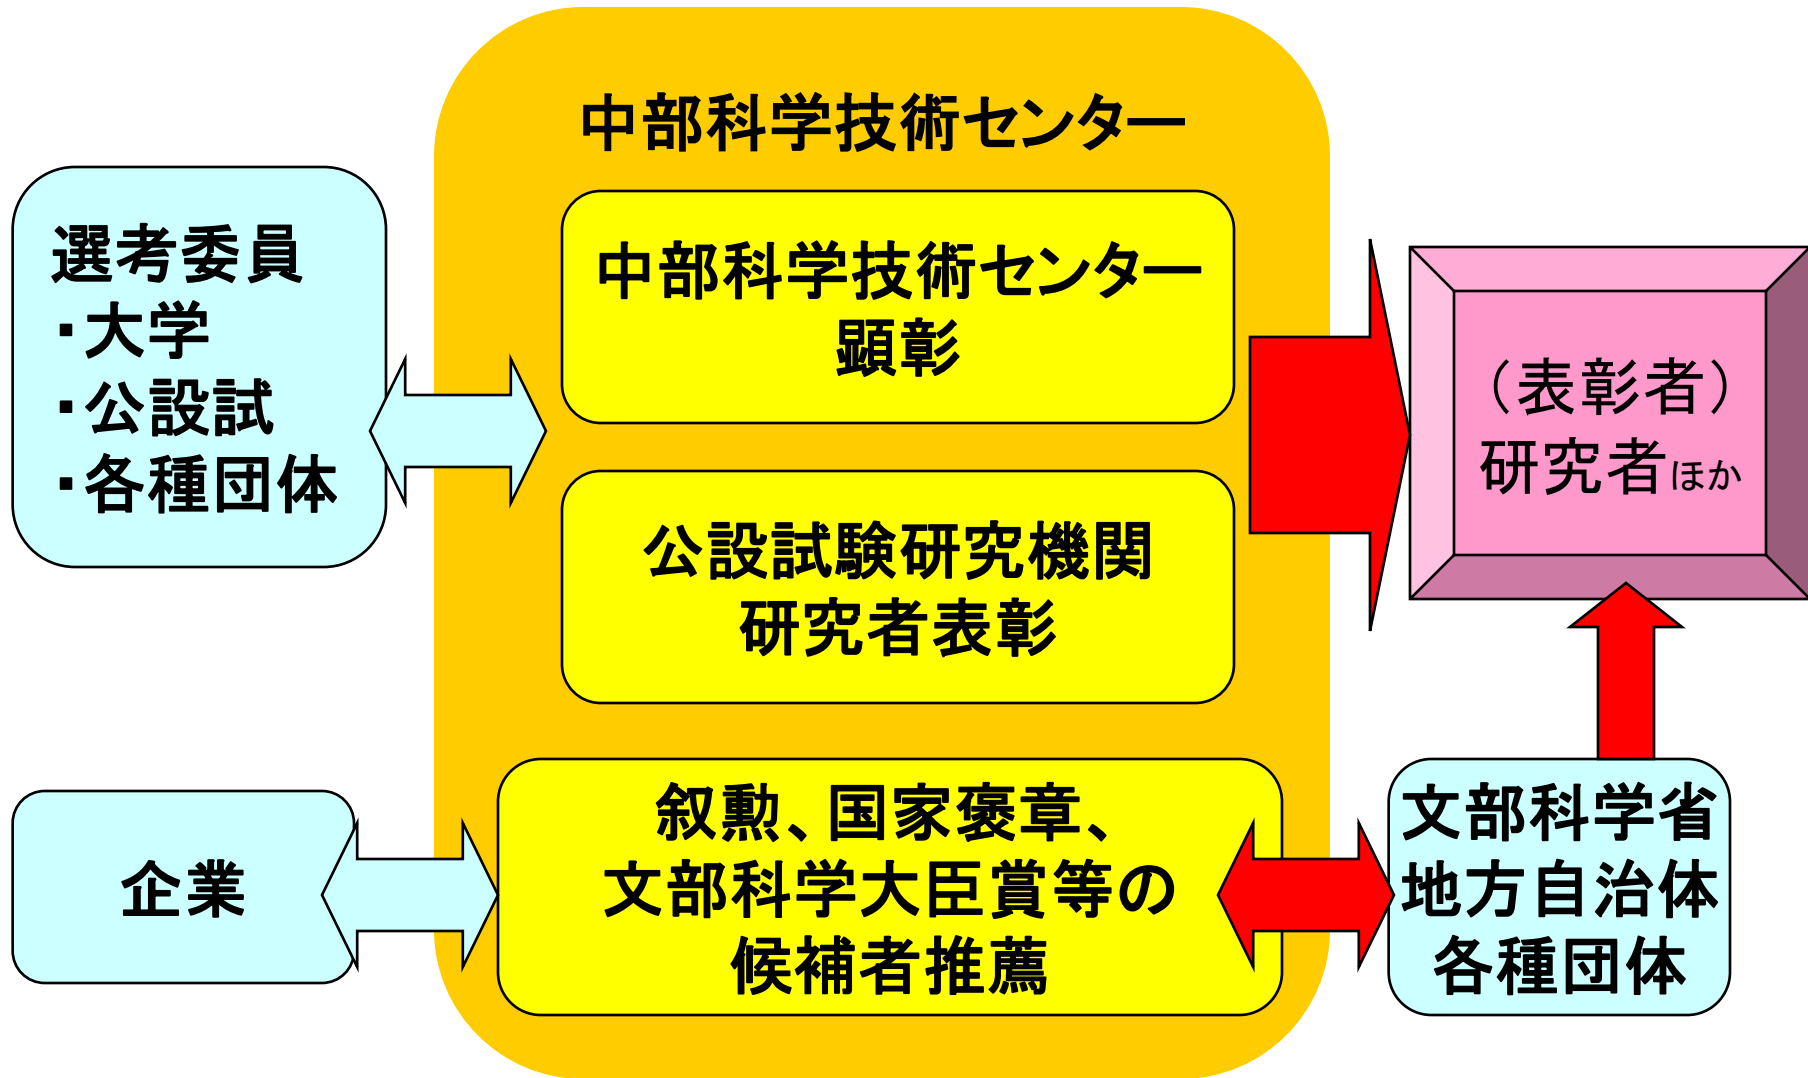 中部科学技術センター
選考委員
・大学
・公設試
・各種団体
中部科学技術センター
顕彰
公設試験研究機関
研究者表彰
（表彰者）
研究者ほか
企業
叙勲、国家褒章、
文部科学大臣賞等の
候補者推薦
文部科学省
地方自治体
各種団体